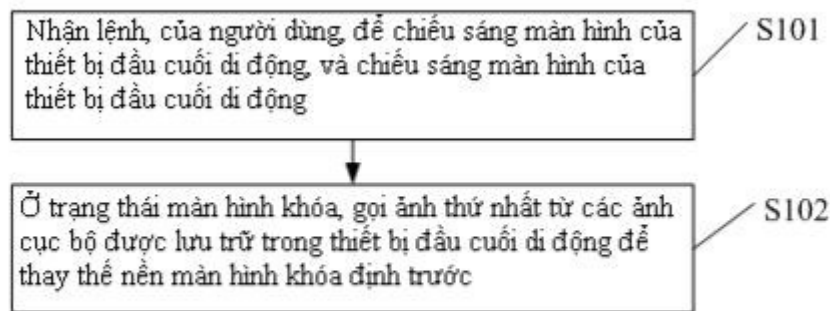 Nhận lệnh, của người dùng, để chiếu sáng màn hình của
thiết bị đầu cuối di động, và chiếu sáng màn hình của
thiết bị đầu cuối di động
S101
Ở trạng thái màn hình khóa, gọi ảnh thứ nhất từ các ảnh
cục bộ được lưu trữ trong thiết bị đầu cuối di động để
thay thế nền màn hình khóa định trước
S102